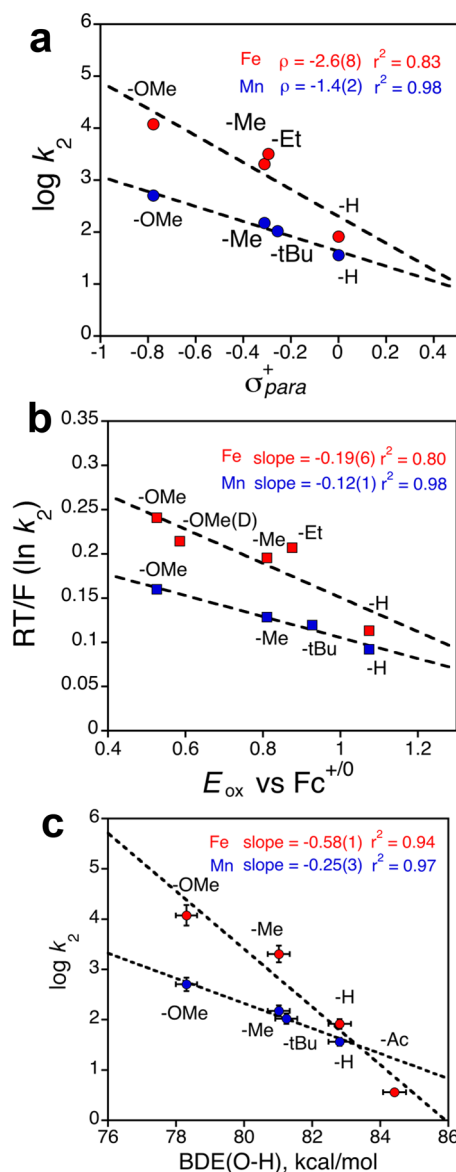 a
Fe ρ = -2.6(8) r² = 0.83
Mn ρ = -1.4(2) r² = 0.98
-OMe
-Me
-Et
-H
-OMe
-Me
-tBu
-H
log k₂
6
5
4
3
2
1
0
-1 -0.8 -0.6 -0.4 -0.2 0 0.2 0.4
σ⁺para
b
Fe slope = -0.19(6) r² = 0.80
Mn slope = -0.12(1) r² = 0.98
-OMe
-OMe(D)
-Me
-Et
-H
-OMe
-Me
-tBu
-H
RT/F (ln k₂)
0.35
0.3
0.25
0.2
0.15
0.1
0.05
0
0.4 0.6 0.8 1 1.2
Eox vs Fc⁺/⁰
c
Fe slope = -0.58(1) r² = 0.94
Mn slope = -0.25(3) r² = 0.97
-OMe
-Me
-H
-Ac
-OMe
-Me
-tBu
-H
log k₂
6
5
4
3
2
1
0
76 78 80 82 84 86
BDE(O-H), kcal/mol